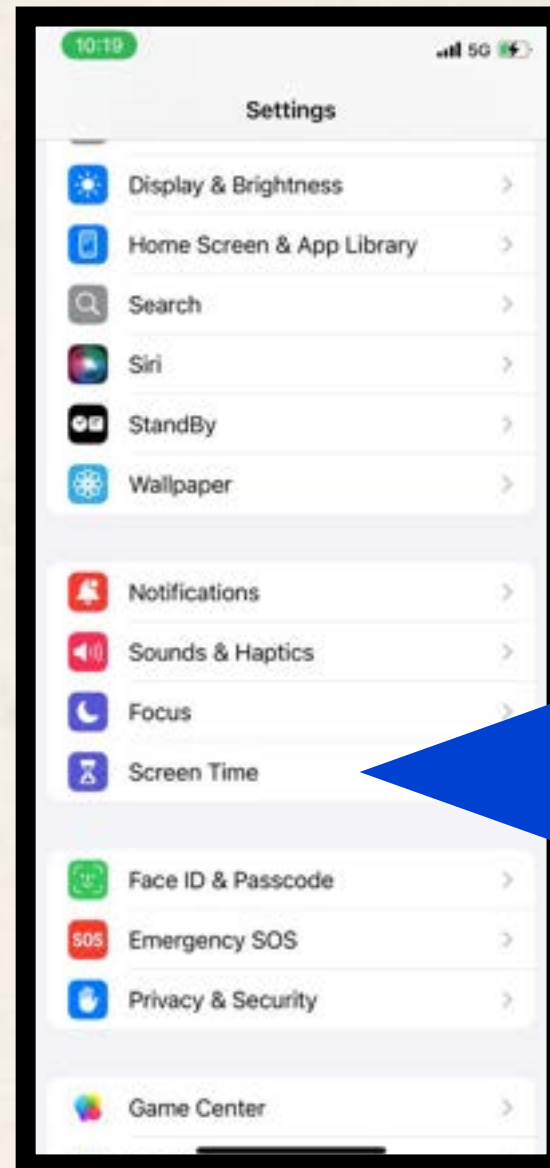 10:19
5G
Settings
Display & Brightness
Home Screen & App Library
Search
Siri
StandBy
Wallpaper
Notifications
Sounds & Haptics
Focus
Screen Time
Face ID & Passcode
SOS
Emergency SOS
Privacy & Security
Game Center